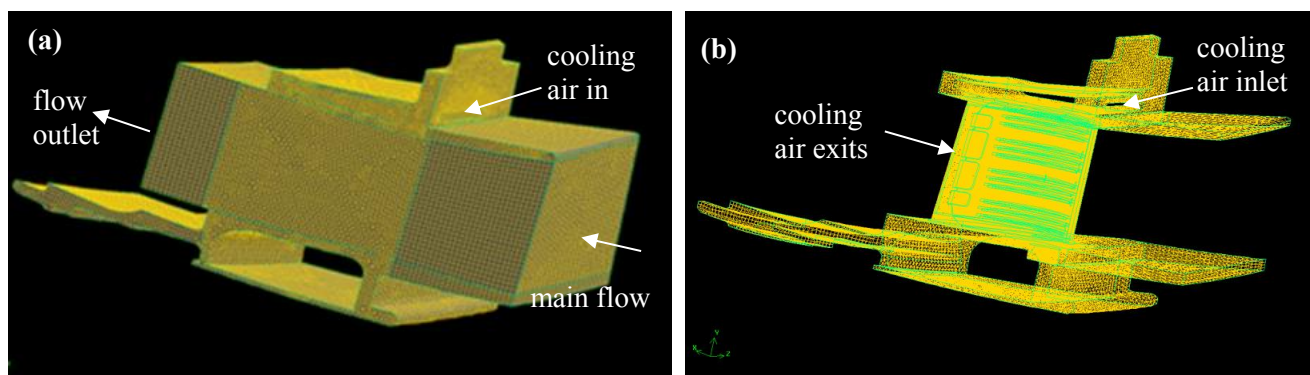 (a)
cooling
air in
flow
outlet
main flow
(b)
cooling
air inlet
cooling
air exits
Y
X
Z